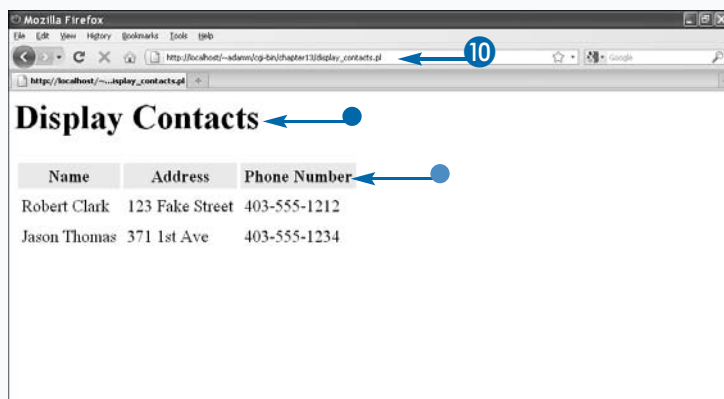 Mozilla Firefox
File Edit View History Bookmarks Tools Help
http://localhost/~adamm/cgi-bin/chapter13/display_contacts.pl
10
Google
http://localhost/~...isplay_contacts.pl
Display Contacts
Name Address Phone Number
Robert Clark 123 Fake Street 403-555-1212
Jason Thomas 371 1st Ave 403-555-1234